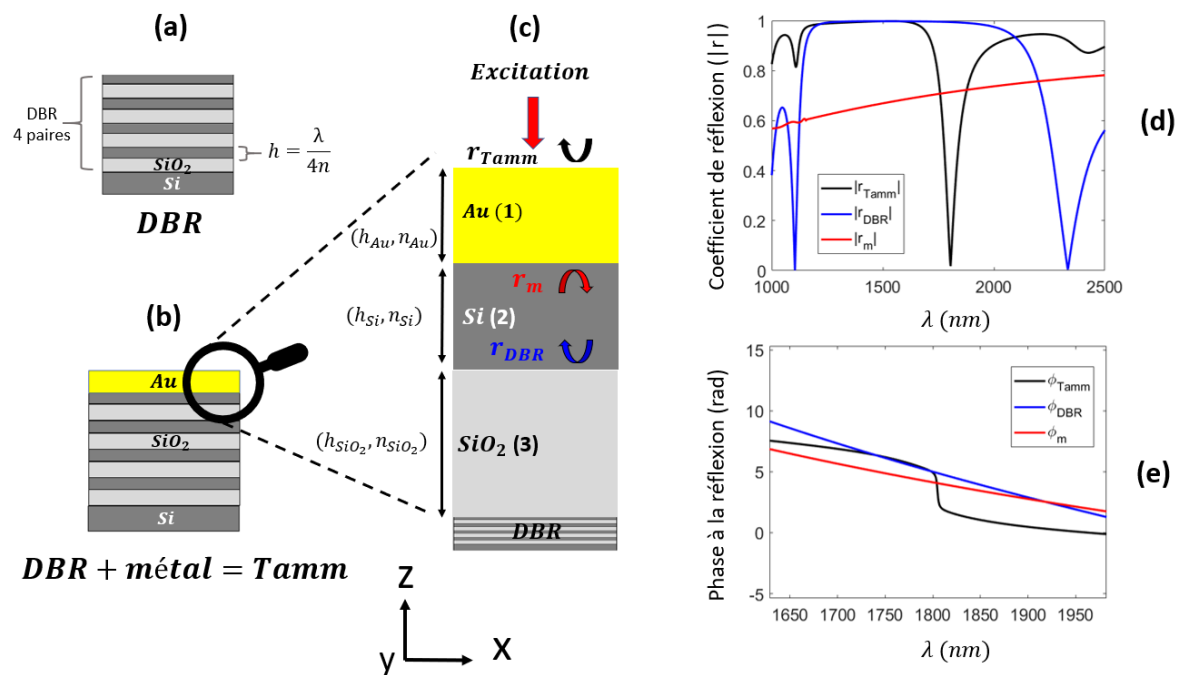 (a)
DBR
4 paires
SiO₂
Si
h = λ/4n
DBR
(b)
Au
SiO₂
Si
DBR + métal = Tamm
(c)
Excitation
r_Tamm
Au (1)
(h_Au, n_Au)
r_m
(h_Si, n_Si)
Si (2)
r_DBR
(h_SiO₂, n_SiO₂)
SiO₂ (3)
DBR
Z
y
X
(d)
Coefficient de réflexion (|r|)
1
0.8
0.6
0.4
0.2
0
|r_Tamm|
|r_DBR|
|r_m|
1000 1500 2000 2500
λ (nm)
(e)
Phase à la réflexion (rad)
15
10
5
0
-5
ϕ_Tamm
ϕ_DBR
ϕ_m
1650 1700 1750 1800 1850 1900 1950
λ (nm)